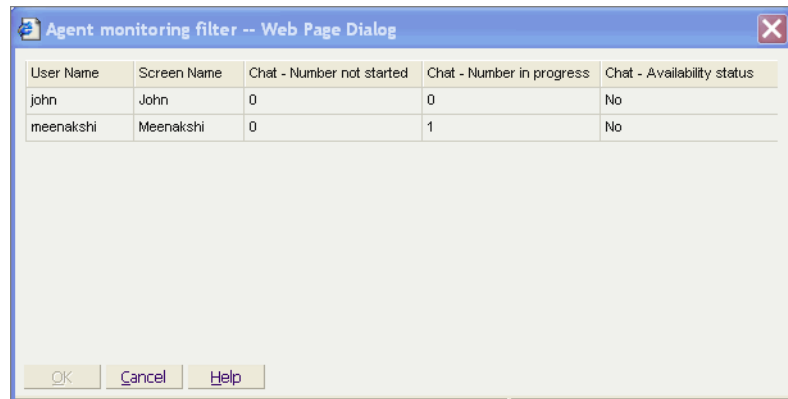 Agent monitoring filter -- Web Page Dialog
User Name Screen Name Chat - Number not started Chat - Number in progress Chat - Availability status
john John 0 0 No
meenakshi Meenakshi 0 1 No
OK Cancel Help